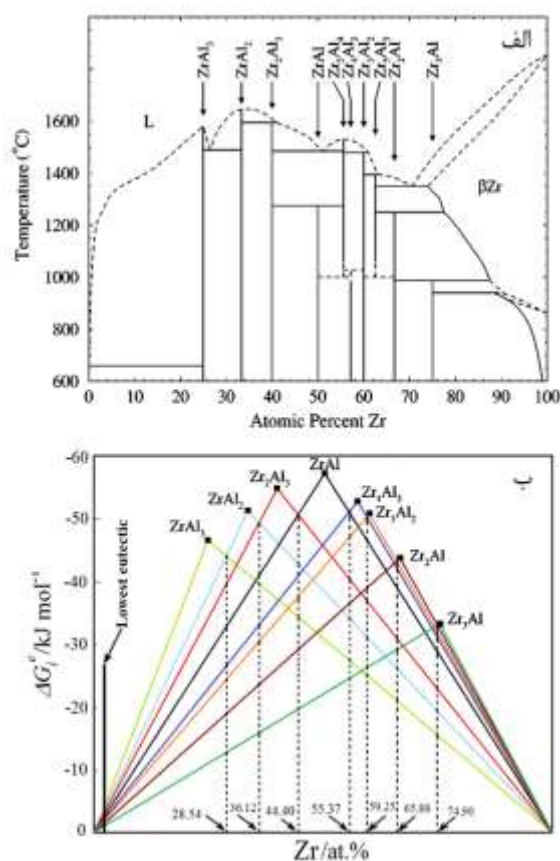 الف
ZrAl₃
ZrAl₂
Zr₂Al₃
ZrAl
Zr₅Al₄
Zr₄Al₃
Zr₃Al₂
Zr₅Al₃
Zr₂Al
Zr₃Al
L
βZr
Temperature (°C)
1600
1400
1200
1000
800
600
0 10 20 30 40 50 60 70 80 90 100
Atomic Percent Zr
ب
-60
-50
-40
-30
-20
-10
0
ZrAl₃
ZrAl₂
Zr₂Al₃
ZrAl
Zr₄Al₃
Zr₃Al₂
Zr₂Al
Zr₃Al
Lowest eutectic
ΔGᵢᵉ/kJ mol⁻¹
28.54 36.12 44.40 55.37 59.25 65.88 74.90
Zr/at.%